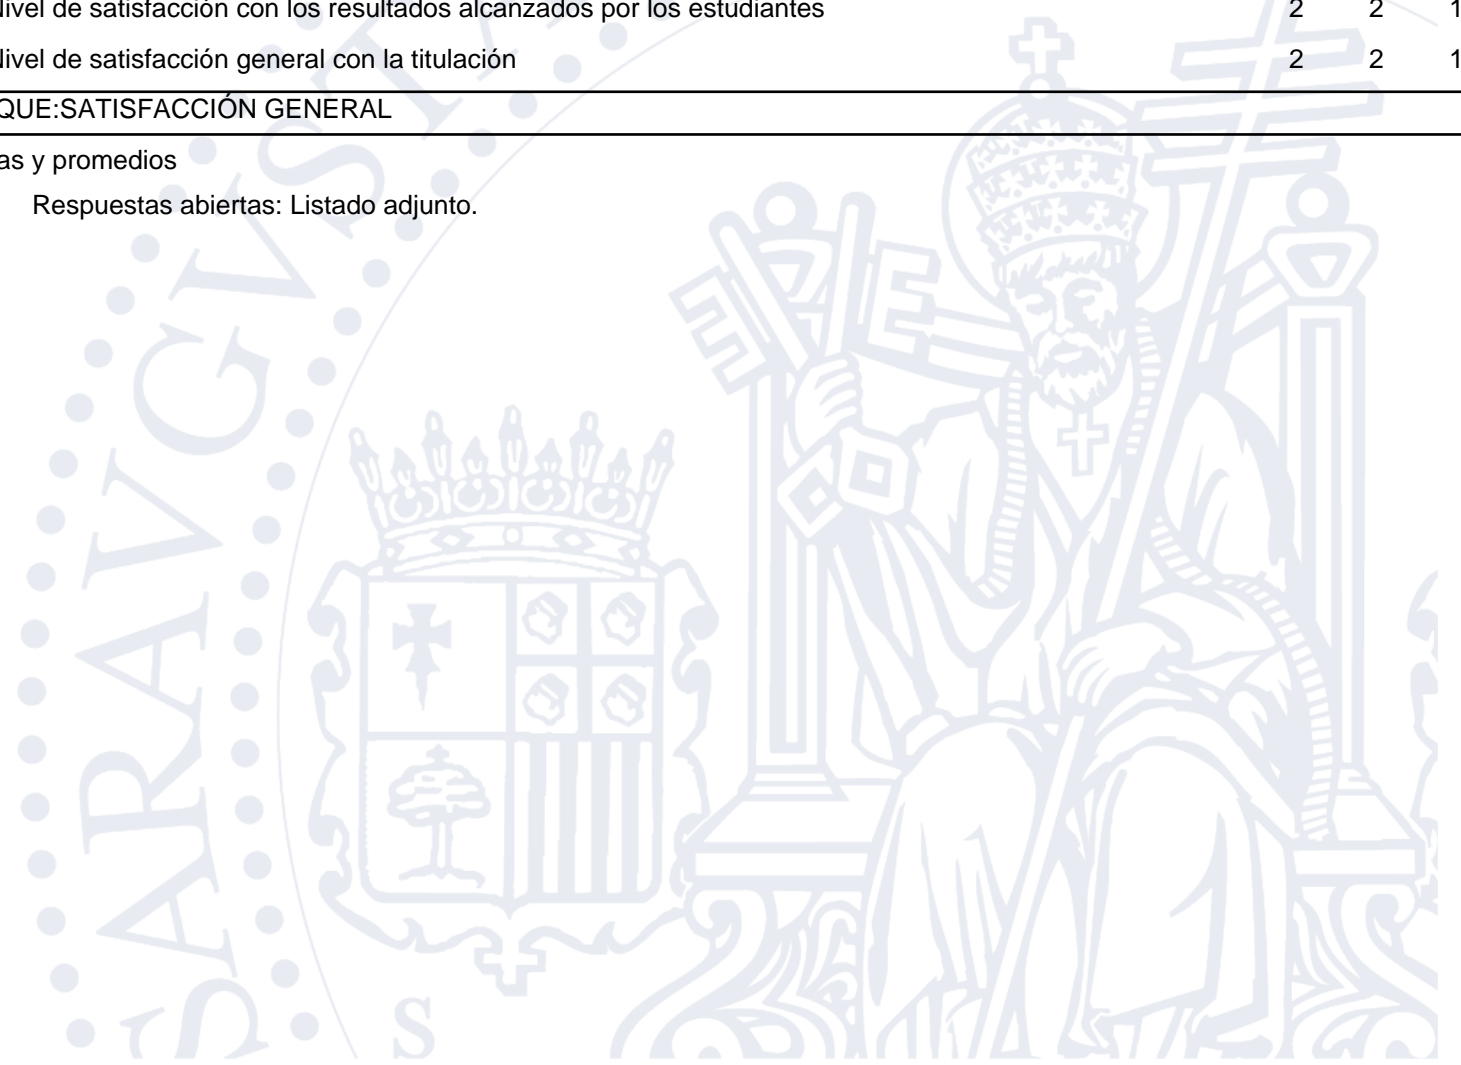 Nivel de satisfacción con los resultados alcanzados por los estudiantes 2 2 1
Nivel de satisfacción general con la titulación 2 2 1
QUE:SATISFACCIÓN GENERAL
as y promedios
Respuestas abiertas: Listado adjunto.
SARAVGVSTA
S